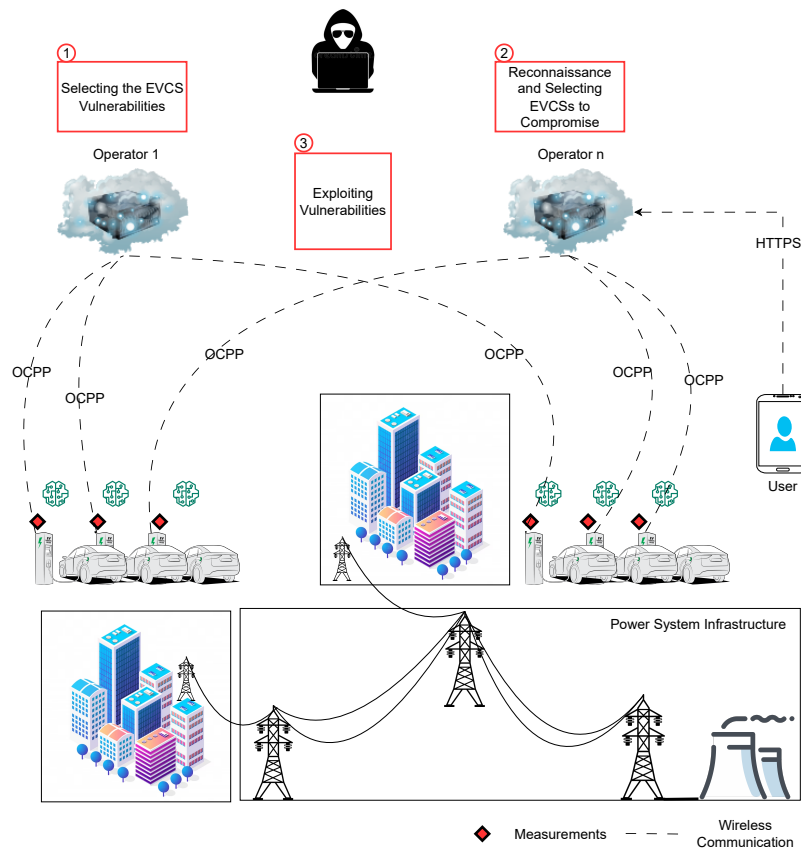 1
Selecting the EVCS
Vulnerabilities
2
Reconnaissance
and Selecting
EVCSs to
Compromise
Operator 1
3
Exploiting
Vulnerabilities
Operator n
HTTPS
OCPP
OCPP
OCPP
OCPP
OCPP
OCPP
User
Power System Infrastructure
Measurements
Wireless
Communication